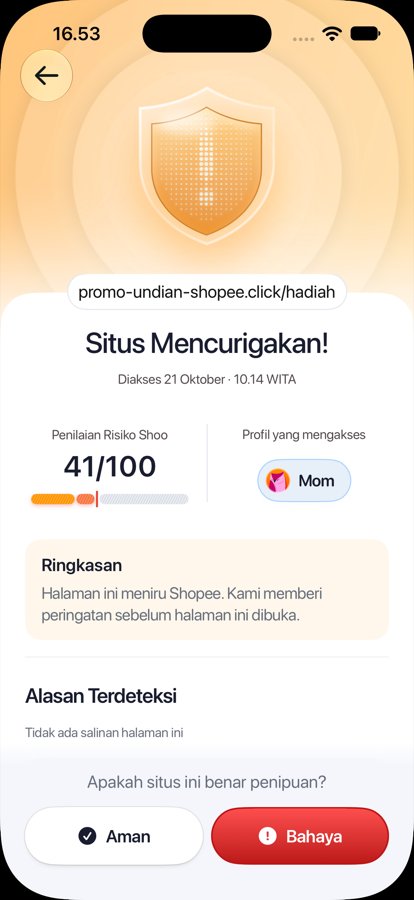 16.53
promo-undian-shopee.click/hadiah
Situs Mencurigakan!
Diakses 21 Oktober · 10.14 WITA
Penilaian Risiko Shoo
41/100
Profil yang mengakses
Mom
Ringkasan
Halaman ini meniru Shopee. Kami memberi
peringatan sebelum halaman ini dibuka.
Alasan Terdeteksi
Tidak ada salinan halaman ini
Apakah situs ini benar penipuan?
Aman
Bahaya